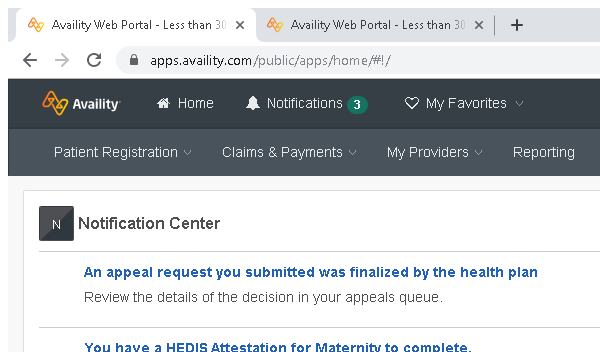 Availity Web Portal - Less than 30
Availity Web Portal - Less than 30
apps.availity.com/public/apps/home/#!/
Availity
Home
Notifications 3
My Favorites
Patient Registration
Claims & Payments
My Providers
Reporting
N
Notification Center
An appeal request you submitted was finalized by the health plan
Review the details of the decision in your appeals queue.
You have a HEDIS Attestation for Maternity to complete.